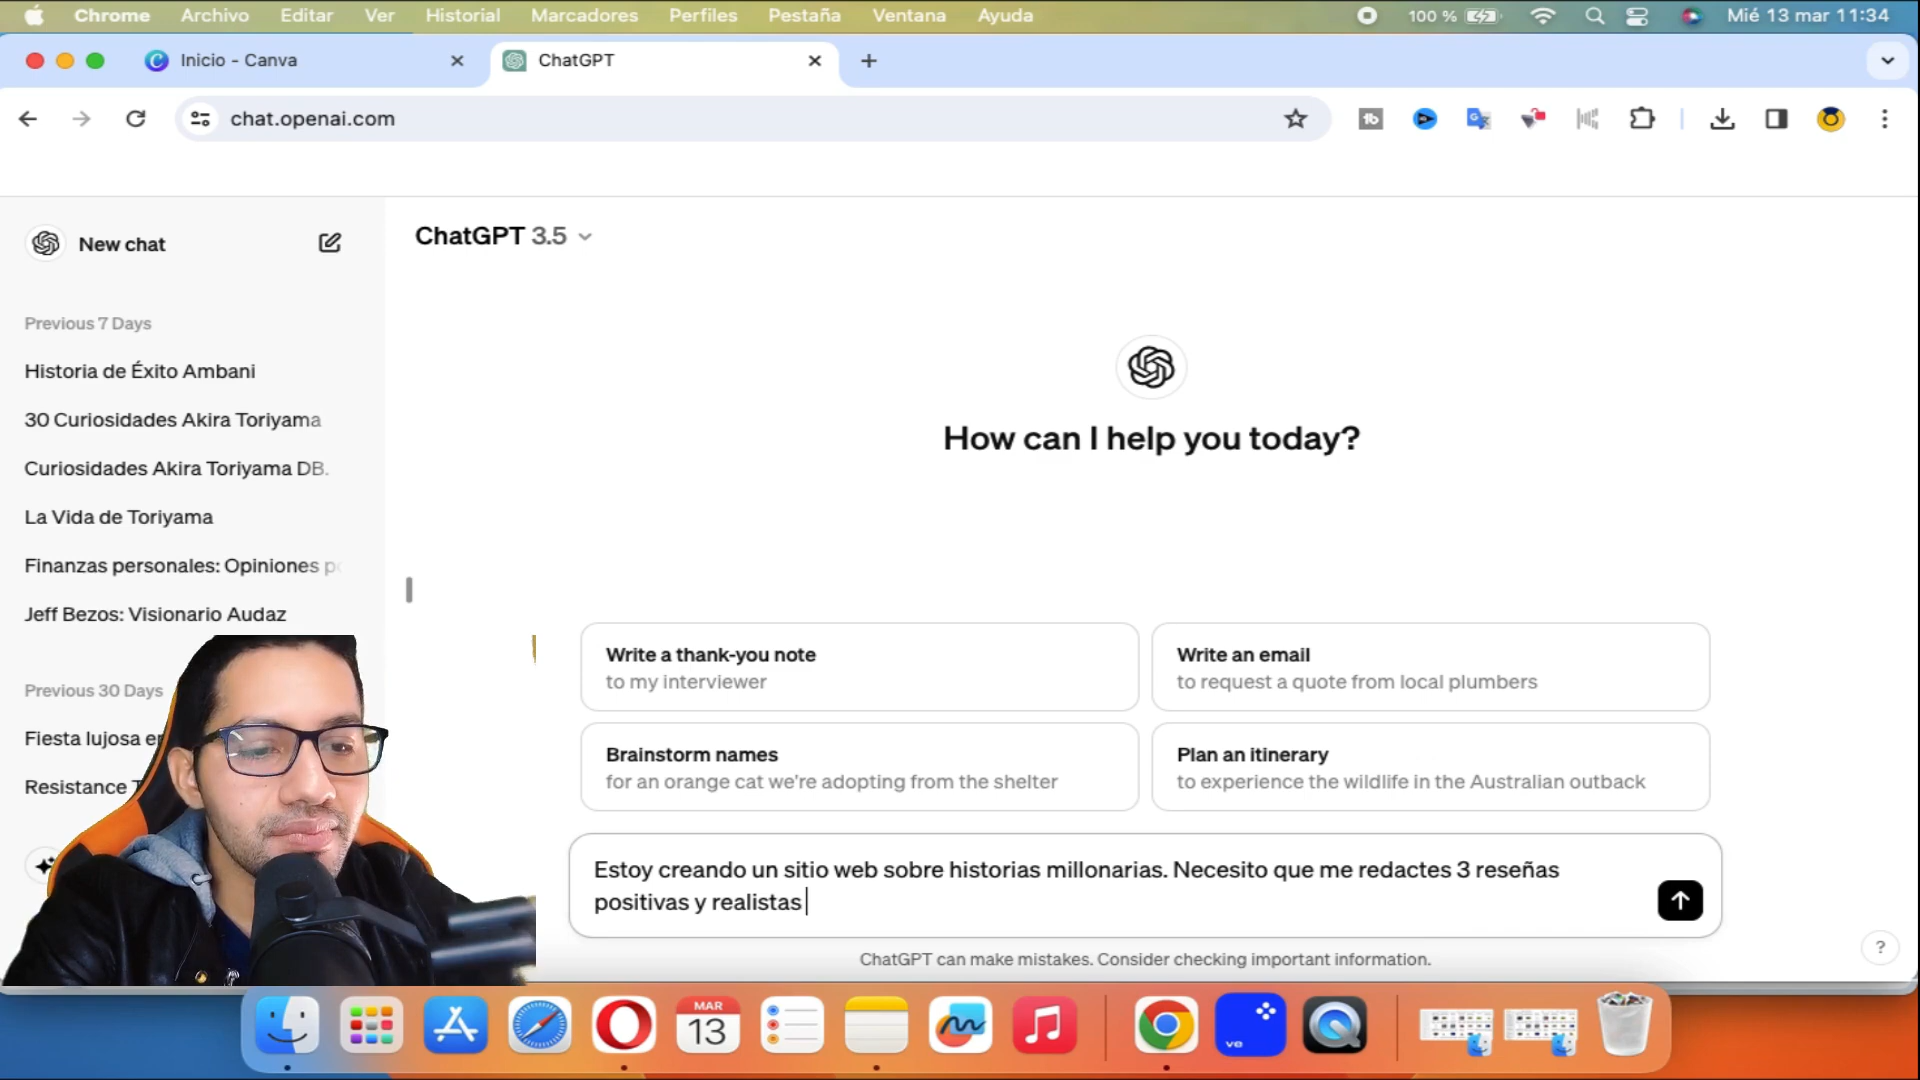 Chrome Archivo Editar Ver Historial Marcadores Perfiles Pestaña Ventana Ayuda 100 % Mié 13 mar 11:34
Inicio - Canva
ChatGPT
chat.openai.com
New chat
ChatGPT 3.5
Previous 7 Days
Historia de Éxito Ambani
30 Curiosidades Akira Toriyama
Curiosidades Akira Toriyama DB.
La Vida de Toriyama
Finanzas personales: Opiniones
Jeff Bezos: Visionario Audaz
Previous 30 Days
Fiesta lujosa
Resistance
How can I help you today?
Write a thank-you note
to my interviewer
Write an email
to request a quote from local plumbers
Brainstorm names
for an orange cat we're adopting from the shelter
Plan an itinerary
to experience the wildlife in the Australian outback
Estoy creando un sitio web sobre historias millonarias. Necesito que me redactes 3 reseñas
positivas y realistas
ChatGPT can make mistakes. Consider checking important information.
?
MAR
13
ve